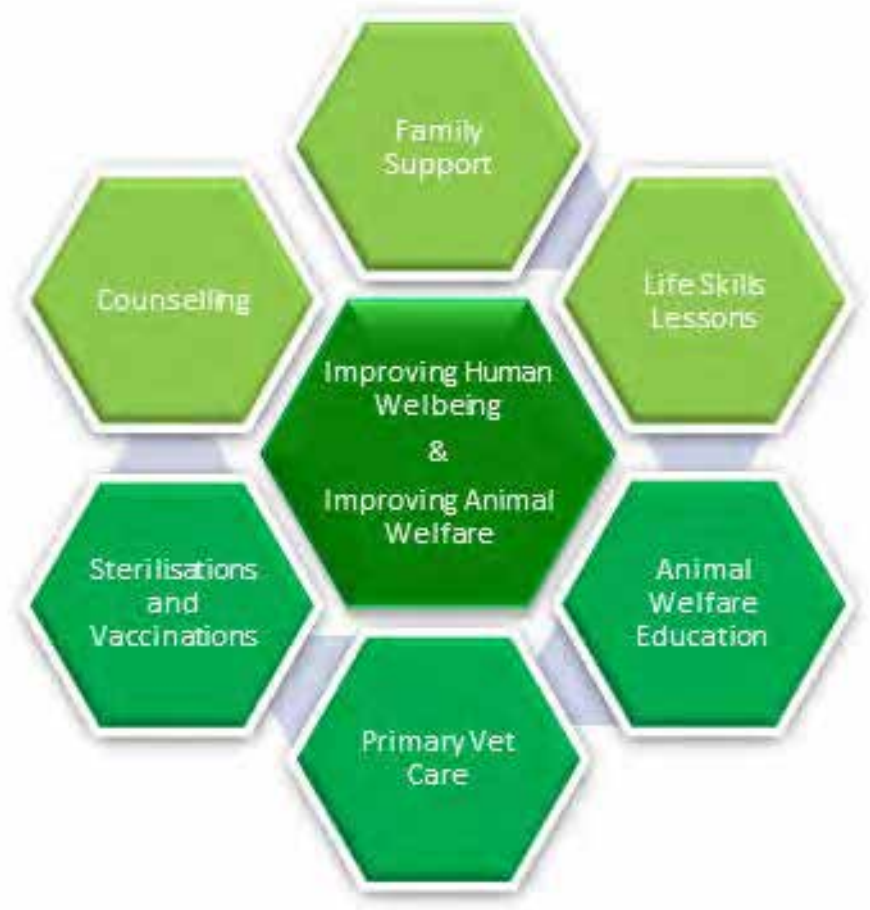 Family
Support
Life Skills
Lessons
Counselling
Improving Human
Welbeing
&
Improving Animal
Welfare
Animal
Welfare
Education
Sterilisations
and
Vaccinations
Primary Vet
Care